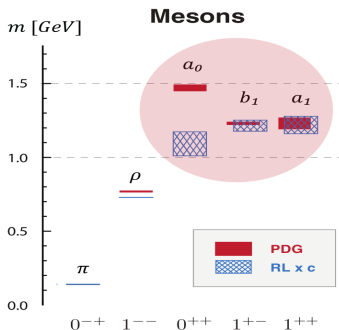 Mesons
m [GeV]
a₀
1.5
b₁ a₁
1.0
ρ
0.5
PDG
π
RL x c
0.0
0⁻⁺ 1⁻⁻ 0⁺⁺ 1⁺⁻ 1⁺⁺